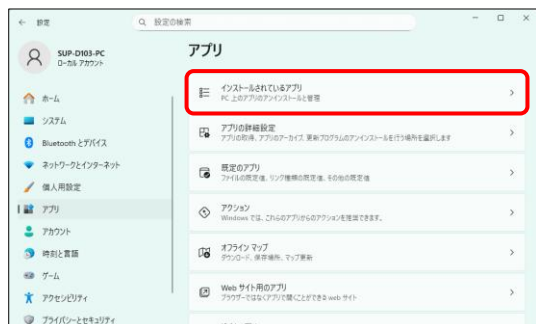 設定
設定の検索
SUP-D103-PC
ローカル アカウント
ホーム
システム
Bluetooth とデバイス
ネットワークとインターネット
個人用設定
アプリ
アカウント
時刻と言語
ゲーム
アクセシビリティ
プライバシーとセキュリティ
アプリ
インストールされているアプリ
PC 上のアプリのアンインストールと管理
アプリの詳細設定
アプリの取得、アプリのアーカイブ、更新プログラムのアンインストールを行う場所を選択します
既定のアプリ
ファイルの既定値、リンク種類の既定値、その他の既定値
アクション
Windows では、これらのアプリからのアクションを推奨できます。
オフライン マップ
ダウンロード、保存場所、マップ更新
Web サイト用のアプリ
ブラウザーではなくアプリで開くことができる web サイト